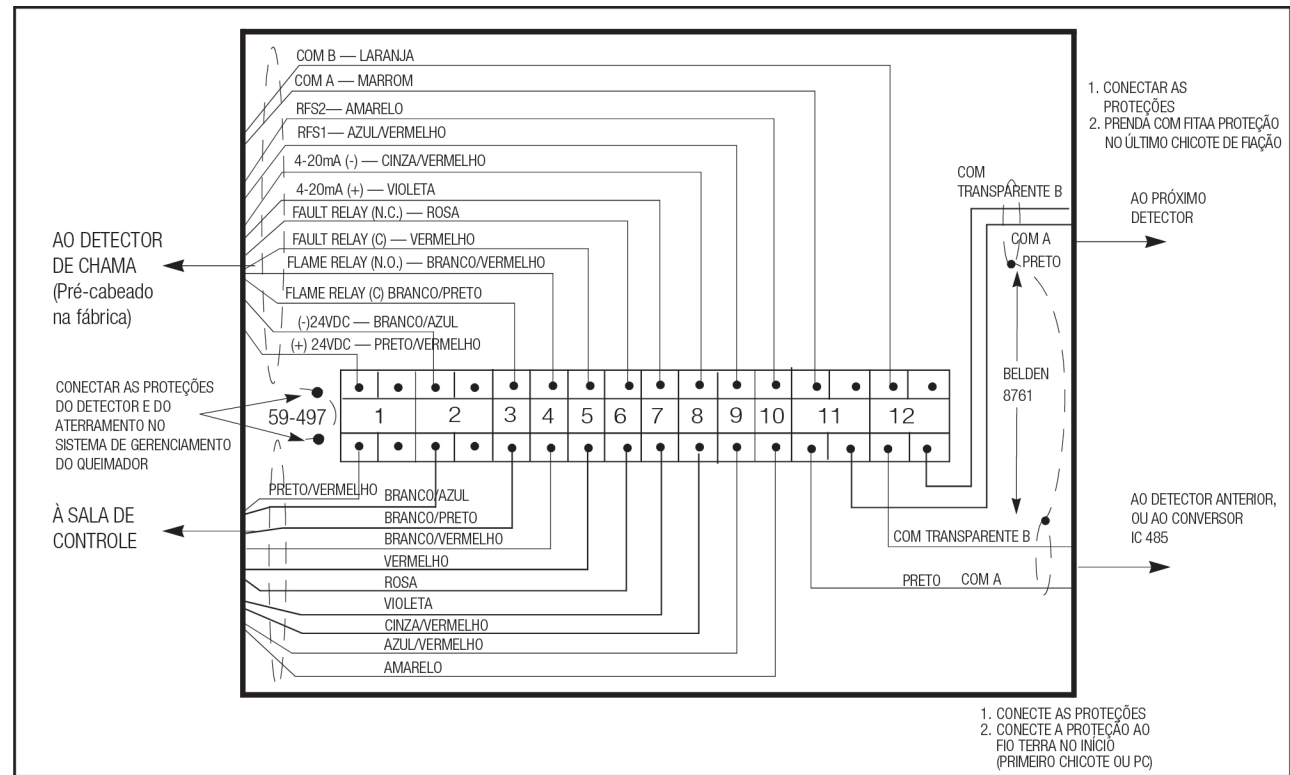 COM B — LARANJA
COM A — MARROM
RFS2— AMARELO
RFS1— AZUL/VERMELHO
4-20mA (-) — CINZA/VERMELHO
4-20mA (+) — VIOLETA
FAULT RELAY (N.C.) — ROSA
FAULT RELAY (C) — VERMELHO
FLAME RELAY (N.O.) — BRANCO/VERMELHO
FLAME RELAY (C) BRANCO/PRETO
(-)24VDC — BRANCO/AZUL
(+) 24VDC — PRETO/VERMELHO
AO DETECTOR
DE CHAMA
(Pré-cabeado
na fábrica)
CONECTAR AS PROTEÇÕES
DO DETECTOR E DO
ATERRAMENTO NO
SISTEMA DE GERENCIAMENTO
DO QUEIMADOR
59-497
1 2 3 4 5 6 7 8 9 10 11 12
À SALA DE
CONTROLE
PRETO/VERMELHO
BRANCO/AZUL
BRANCO/PRETO
BRANCO/VERMELHO
VERMELHO
ROSA
VIOLETA
CINZA/VERMELHO
AZUL/VERMELHO
AMARELO
COM
TRANSPARENTE B
COM A
PRETO
BELDEN
8761
COM TRANSPARENTE B
PRETO COM A
1. CONECTAR AS
PROTEÇÕES
2. PRENDA COM FITAA PROTEÇÃO
NO ÚLTIMO CHICOTE DE FIAÇÃO
AO PRÓXIMO
DETECTOR
AO DETECTOR ANTERIOR,
OU AO CONVERSOR
IC 485
1. CONECTE AS PROTEÇÕES
2. CONECTE A PROTEÇÃO AO
FIO TERRA NO INÍCIO
(PRIMEIRO CHICOTE OU PC)